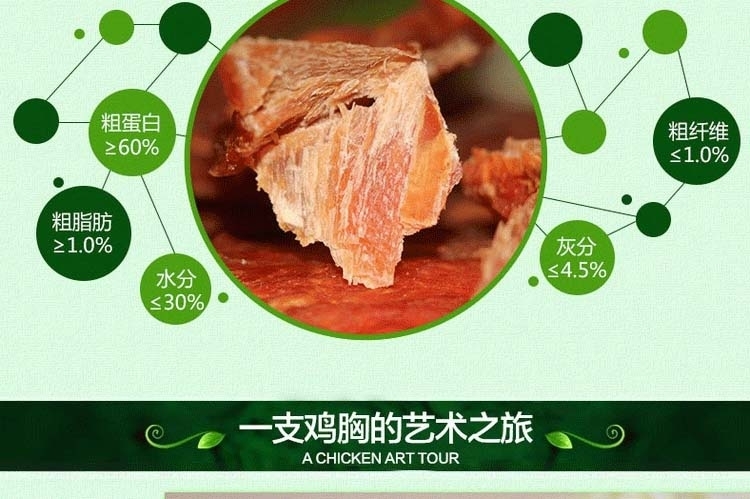 粗蛋白
≥60%
粗纤维
≤1.0%
粗脂肪
≥1.0%
灰分
≤4.5%
水分
≤30%
一支鸡胸的艺术之旅
A CHICKEN ART TOUR